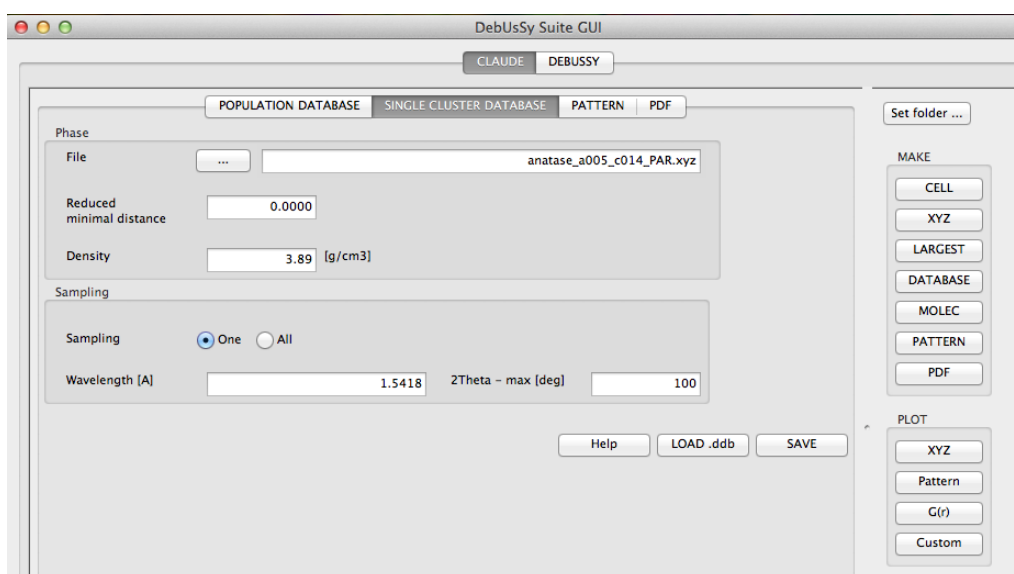 DebUsSy Suite GUI
CLAUDE DEBUSSY
POPULATION DATABASE SINGLE CLUSTER DATABASE PATTERN PDF
Phase
File ... anatase_a005_c014_PAR.xyz
Reduced
minimal distance 0.0000
Density 3.89 [g/cm3]
Sampling
Sampling One All
Wavelength [A] 1.5418 2Theta - max [deg] 100
Help LOAD .ddb SAVE
Set folder ...
MAKE
CELL
XYZ
LARGEST
DATABASE
MOLEC
PATTERN
PDF
PLOT
XYZ
Pattern
G(r)
Custom